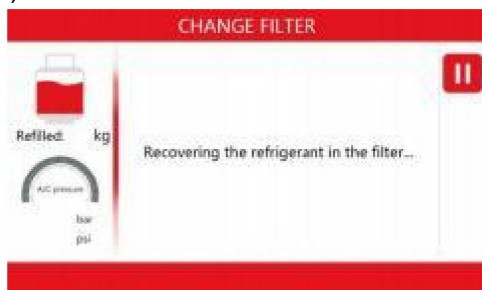 )
CHANGE FILTER
Refilled: kg
Recovering the refrigerant in the filter...
A/C pressure
bar
psi